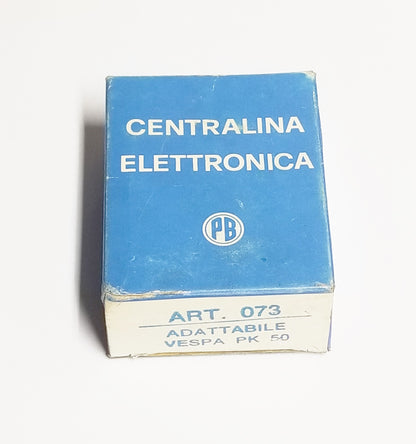 CENTRALINA
ELETTRONICA
PB
ART. 073
ADATTABILE
VESPA PK 50